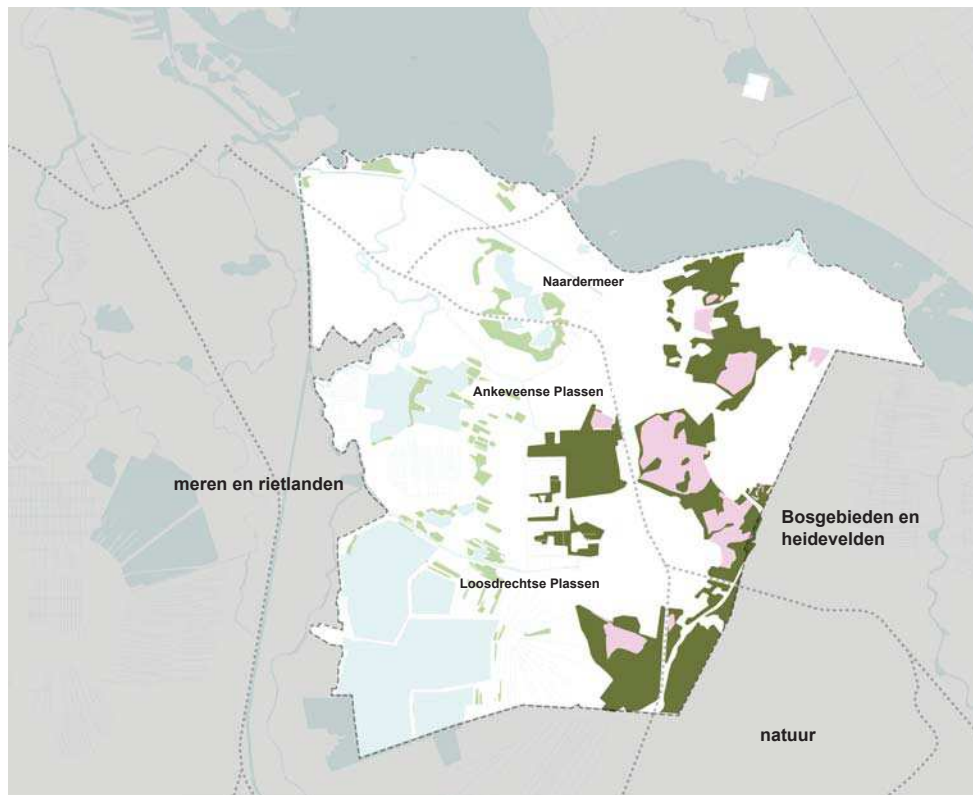 Naardermeer
Ankeveense Plassen
meren en rietlanden
Bosgebieden en
heidevelden
Loosdrechtse Plassen
natuur